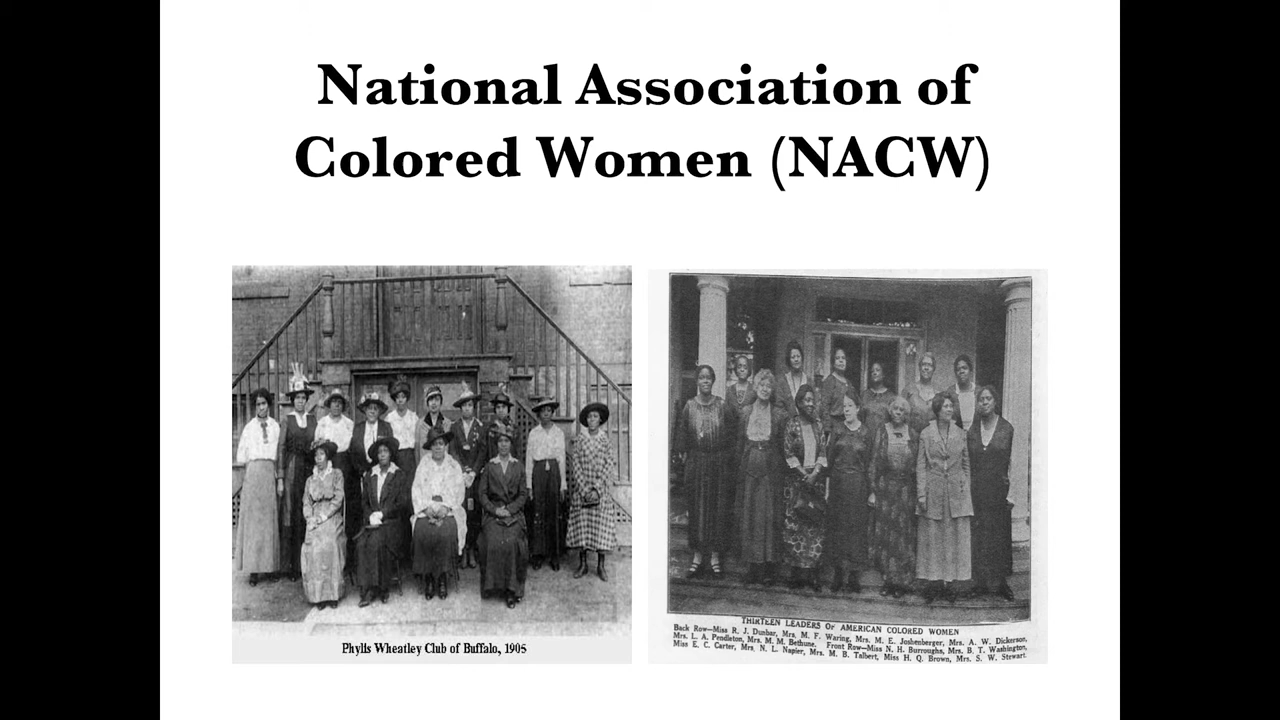 National Association of
Colored Women (NACW)
Phylis Wheatley Club of Buffalo, 1905
THIRTEEN LEADERS OF AMERICAN COLORED WOMEN
Back Row—Miss R. J. Dunbar, Mrs. M. F. Waring, Mrs. M. E. Joshenberger, Mrs. A. W. Dickerson,
Mrs. L. A. Pendleton, Mrs. M. M. Bethune. Front Row—Miss N. H. Burroughs, Mrs. B. T. Washington,
Miss E. C. Carter, Mrs. N. L. Napier, Mrs. M. B. Talbert, Miss H. Q. Brown, Mrs. S. W. Stewart.